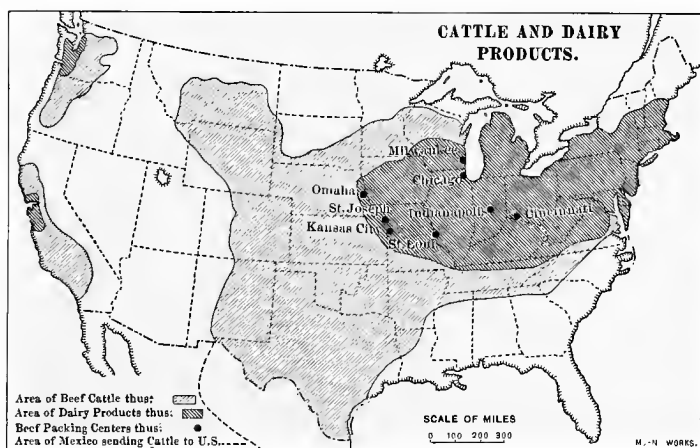 CATTLE AND DAIRY
PRODUCTS.
Milwaukee
Chicago
Omaha
St. Joseph
Indianapolis
Cincinnati
Kansas City
St. Louis
Area of Beef Cattle thus:
Area of Dairy Products thus:
Beef Packing Centers thus:
Area of Mexico sending Cattle to U.S.
SCALE OF MILES
0 100 200 300
M.-N WORKS.